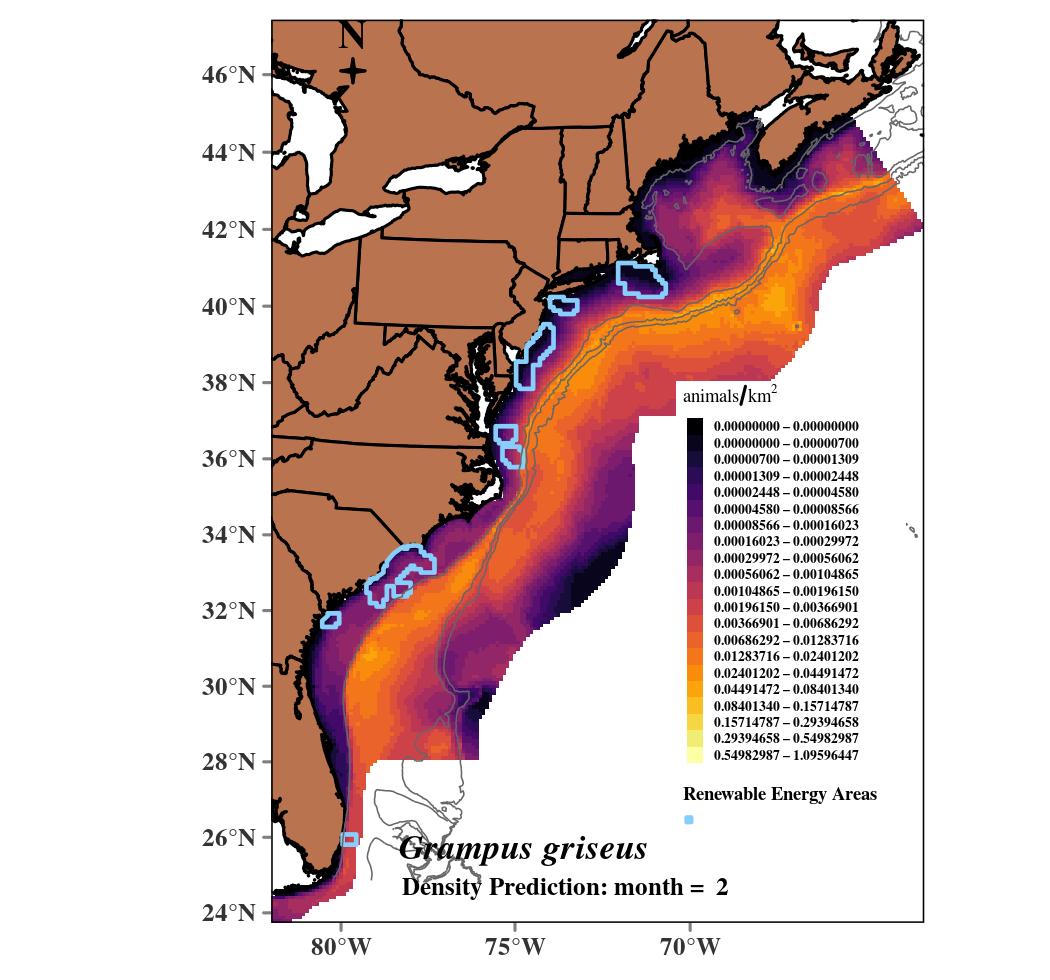 N
46°N
44°N
42°N
40°N
38°N
36°N
34°N
32°N
30°N
28°N
26°N
24°N
80°W 75°W 70°W
animals/km²
0.00000000 – 0.00000000
0.00000000 – 0.00000700
0.00000700 – 0.00001309
0.00001309 – 0.00002448
0.00002448 – 0.00004580
0.00004580 – 0.00008566
0.00008566 – 0.00016023
0.00016023 – 0.00029972
0.00029972 – 0.00056062
0.00056062 – 0.00104865
0.00104865 – 0.00196150
0.00196150 – 0.00366901
0.00366901 – 0.00686292
0.00686292 – 0.01283716
0.01283716 – 0.02401202
0.02401202 – 0.04491472
0.04491472 – 0.08401340
0.08401340 – 0.15714787
0.15714787 – 0.29394658
0.29394658 – 0.54982987
0.54982987 – 1.09596447
Renewable Energy Areas
Grampus griseus
Density Prediction: month = 2